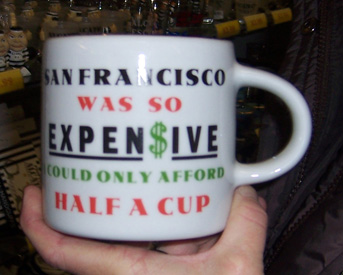 SAN FRANCISCO
WAS SO
EXPEN$IVE
I COULD ONLY AFFORD
HALF A CUP